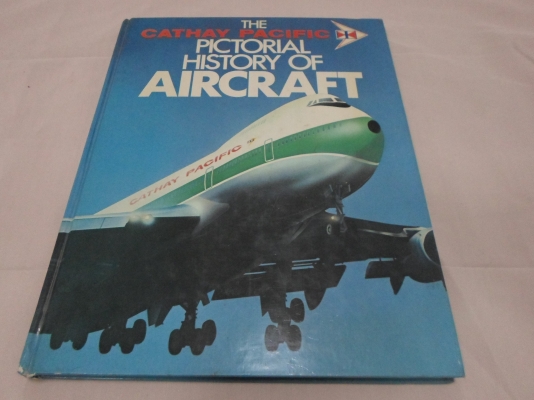 THE
CATHAY PACIFIC
PICTORIAL
HISTORY OF
AIRCRAFT
CATHAY PACIFIC